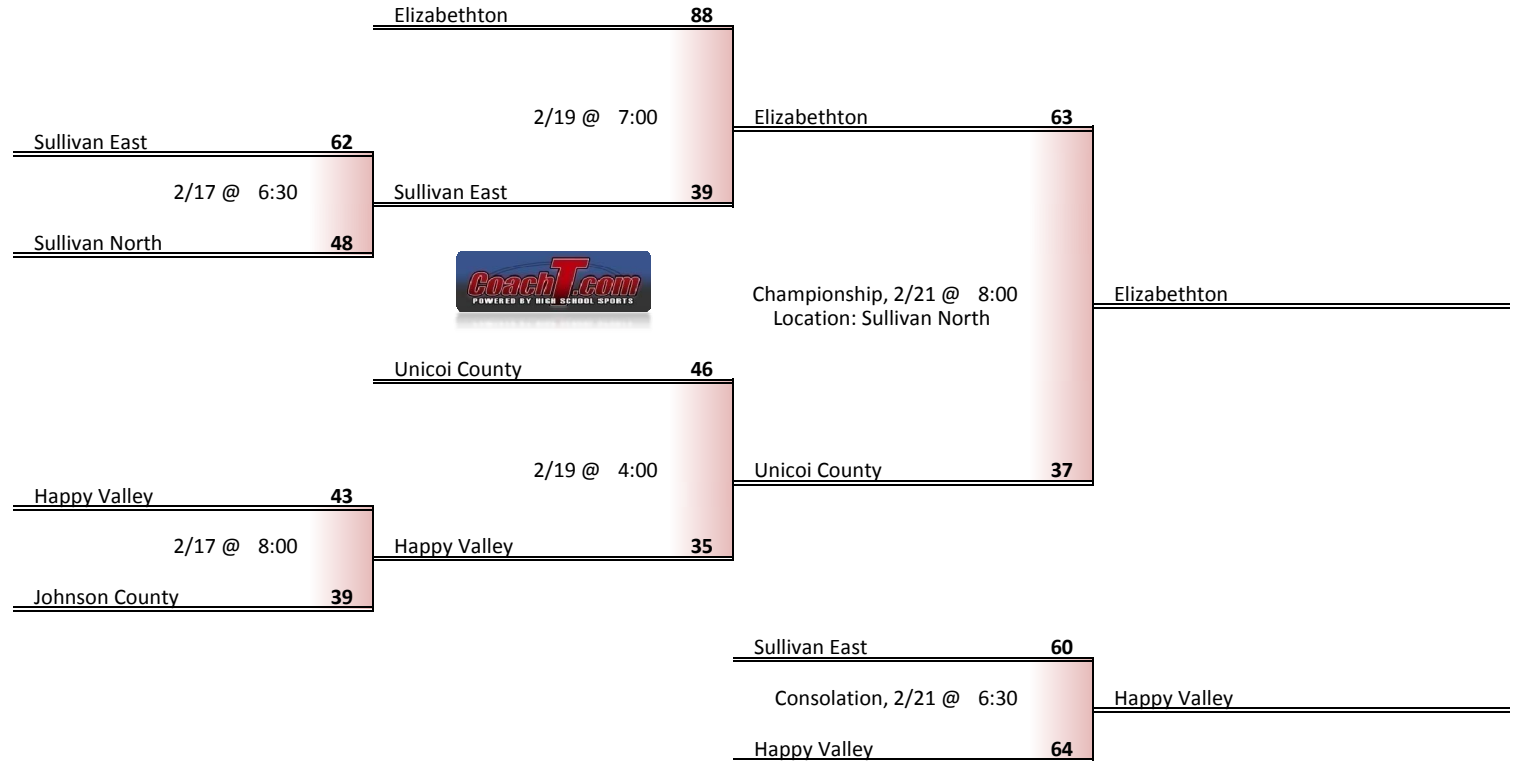 Elizabethton 88
2/19 @ 7:00
Elizabethton 63
Sullivan East 62
2/17 @ 6:30
Sullivan East 39
Sullivan North 48
CoachT.com
POWERED BY HIGH SCHOOL SPORTS
Championship, 2/21 @ 8:00
Location: Sullivan North
Elizabethton
Unicoi County 46
2/19 @ 4:00
Unicoi County 37
Happy Valley 43
2/17 @ 8:00
Happy Valley 35
Johnson County 39
Sullivan East 60
Consolation, 2/21 @ 6:30
Happy Valley
Happy Valley 64